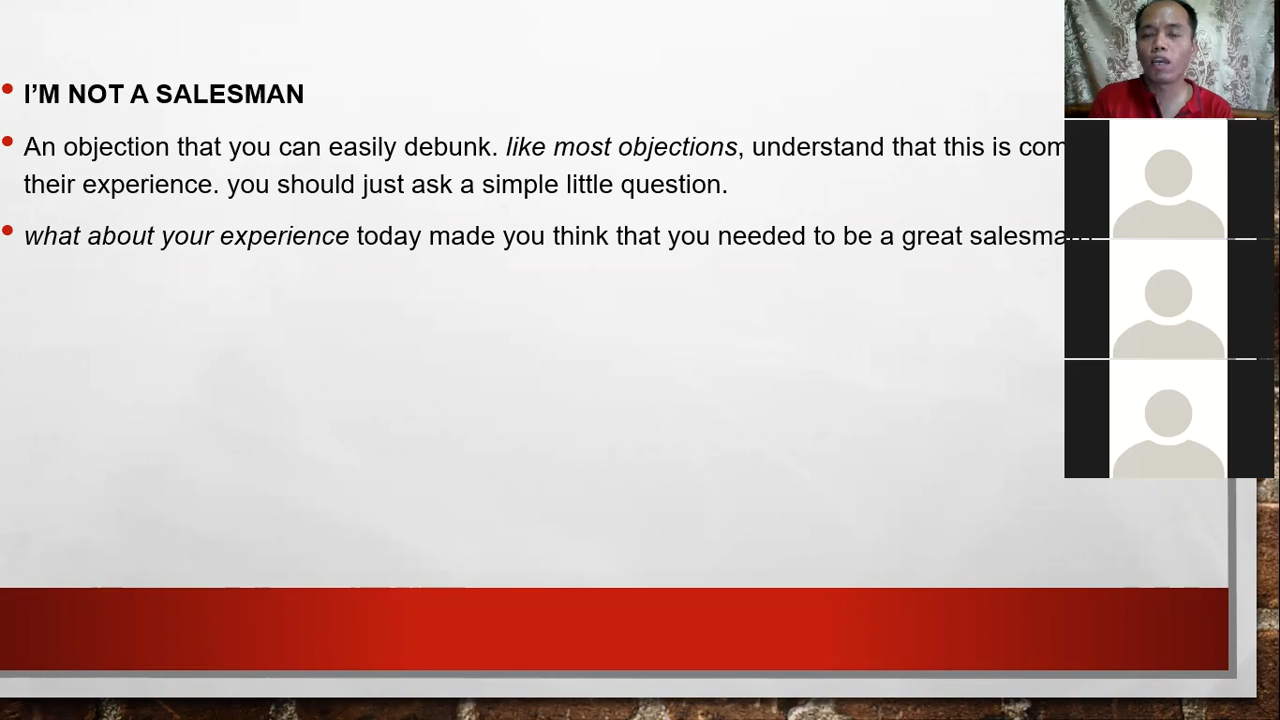 I'M NOT A SALESMAN
An objection that you can easily debunk. like most objections, understand that this is
their experience. you should just ask a simple little question.
what about your experience today made you think that you needed to be a great salesman